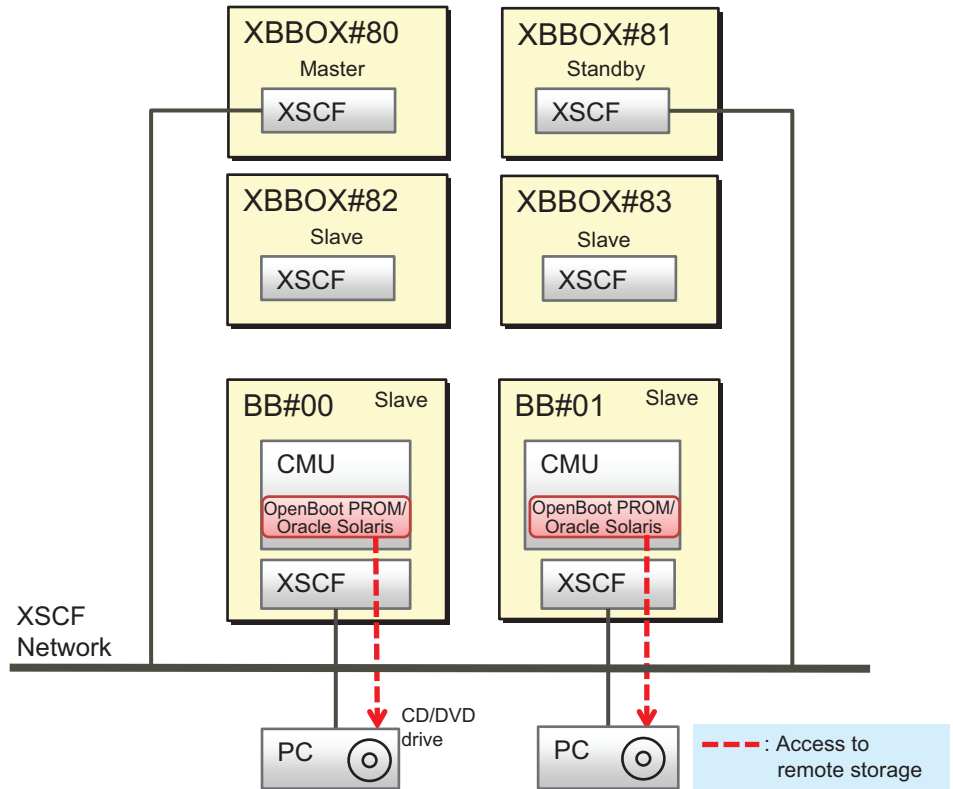 XBBOX#80
Master
XSCF
XBBOX#81
Standby
XSCF
XBBOX#82
Slave
XSCF
XBBOX#83
Slave
XSCF
BB#00
Slave
CMU
OpenBoot PROM/
Oracle Solaris
XSCF
BB#01
Slave
CMU
OpenBoot PROM/
Oracle Solaris
XSCF
XSCF
Network
PC
CD/DVD
drive
PC
: Access to
remote storage